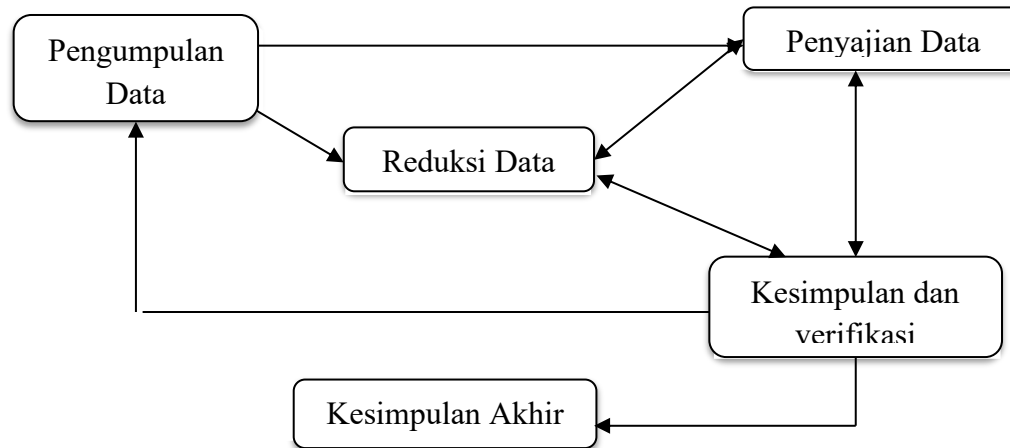 Pengumpulan
Data
Penyajian Data
Reduksi Data
Kesimpulan dan
verifikasi
Kesimpulan Akhir